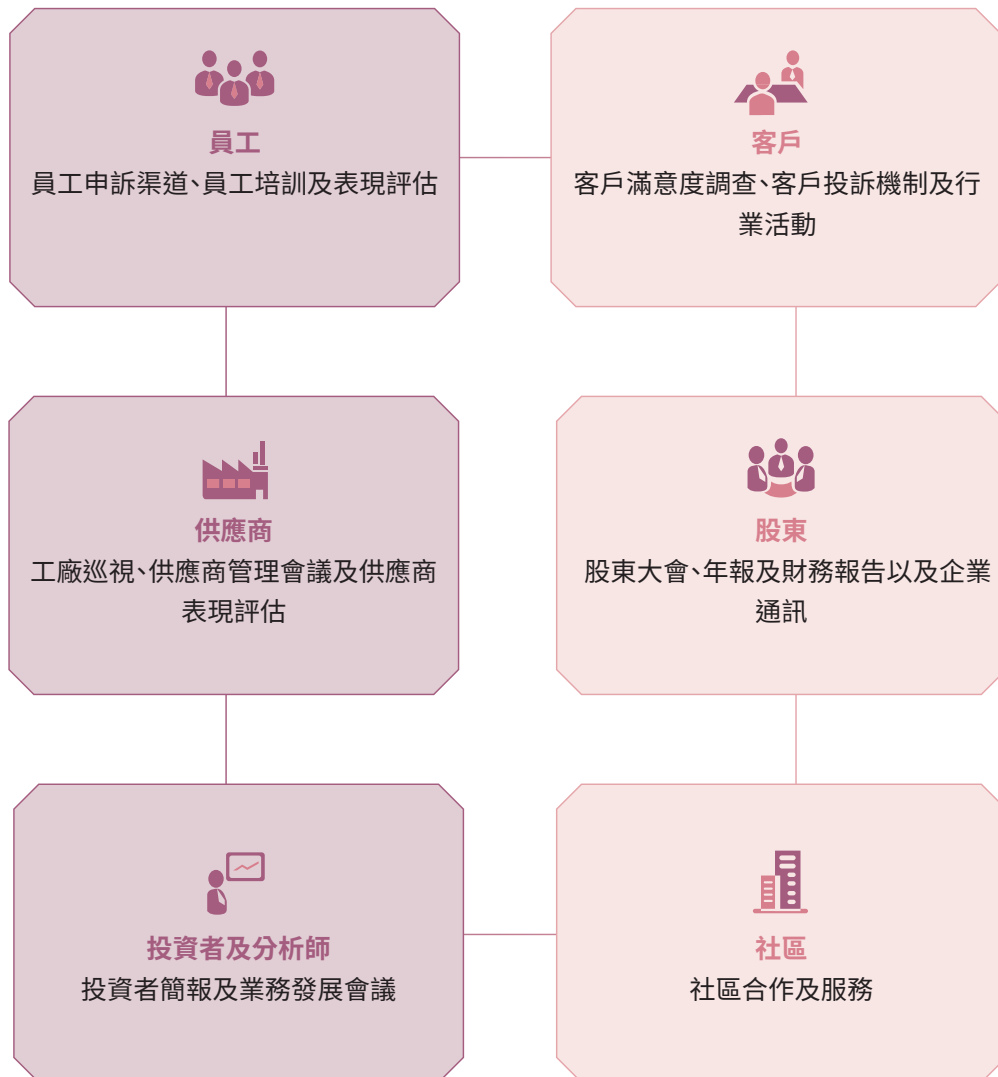 員工
員工申訴渠道、員工培訓及表現評估
客戶
客戶滿意度調查、客戶投訴機制及行
業活動
供應商
工廠巡視、供應商管理會議及供應商
表現評估
股東
股東大會、年報及財務報告以及企業
通訊
投資者及分析師
投資者簡報及業務發展會議
社區
社區合作及服務